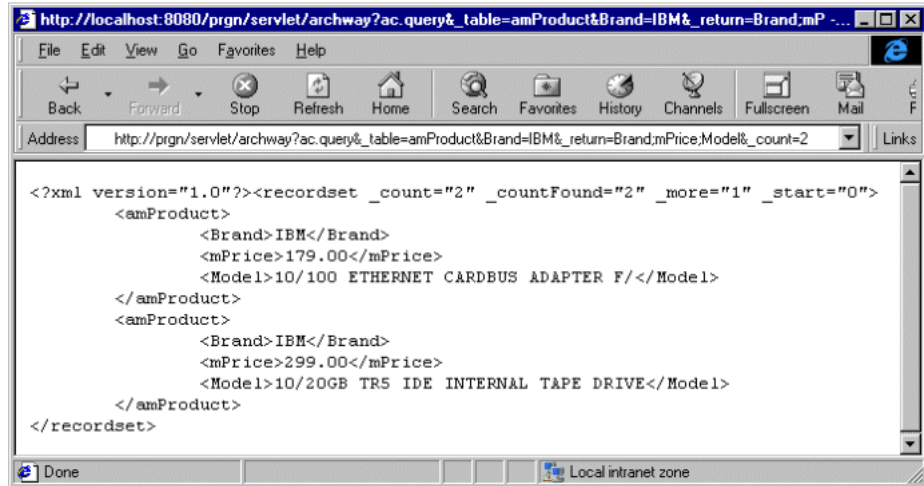 http://localhost:8080/prgn/servlet/archway?ac.query&_table=amProduct&Brand=IBM&_return=Brand;mP -...
File Edit View Go Favorites Help
Back Forward Stop Refresh Home Search Favorites History Channels Fullscreen Mail F
Address http://prgn/servlet/archway?ac.query&_table=amProduct&Brand=IBM&_return=Brand;mPrice;Model&_count=2 Links
<?xml version="1.0"?><recordset _count="2" _countFound="2" _more="1" _start="0">
<amProduct>
<Brand>IBM</Brand>
<mPrice>179.00</mPrice>
<Model>10/100 ETHERNET CARDBUS ADAPTER F/</Model>
</amProduct>
<amProduct>
<Brand>IBM</Brand>
<mPrice>299.00</mPrice>
<Model>10/20GB TR5 IDE INTERNAL TAPE DRIVE</Model>
</amProduct>
</recordset>
Done Local intranet zone